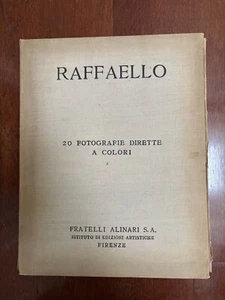 RAFFAELLO
20 FOTOGRAFIE DIRETTE
A COLORI
FRATELLI ALINARI S.A.
ISTITUTO DI EDIZIONI ARTISTICHE
FIRENZE